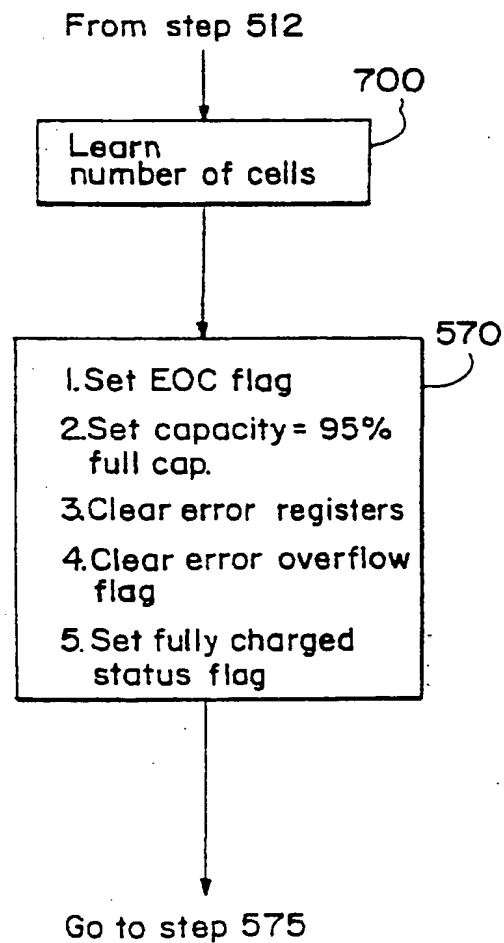 From step 512
700
Learn
number of cells
570
1.Set EOC flag
2.Set capacity = 95%
full cap.
3.Clear error registers
4.Clear error overflow
flag
5.Set fully charged
status flag
Go to step 575